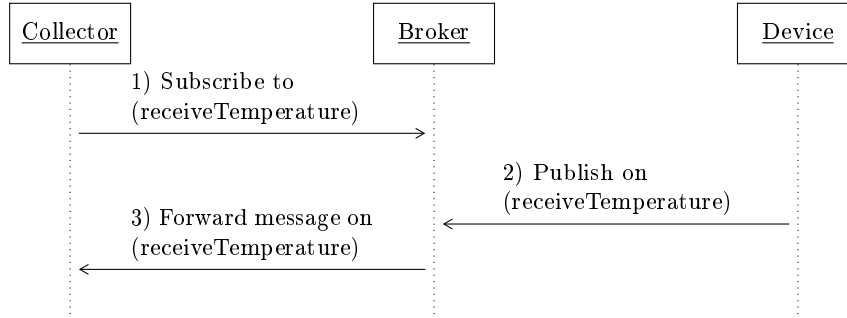 Collector
Broker
Device
1) Subscribe to
(receiveTemperature)
2) Publish on
(receiveTemperature)
3) Forward message on
(receiveTemperature)